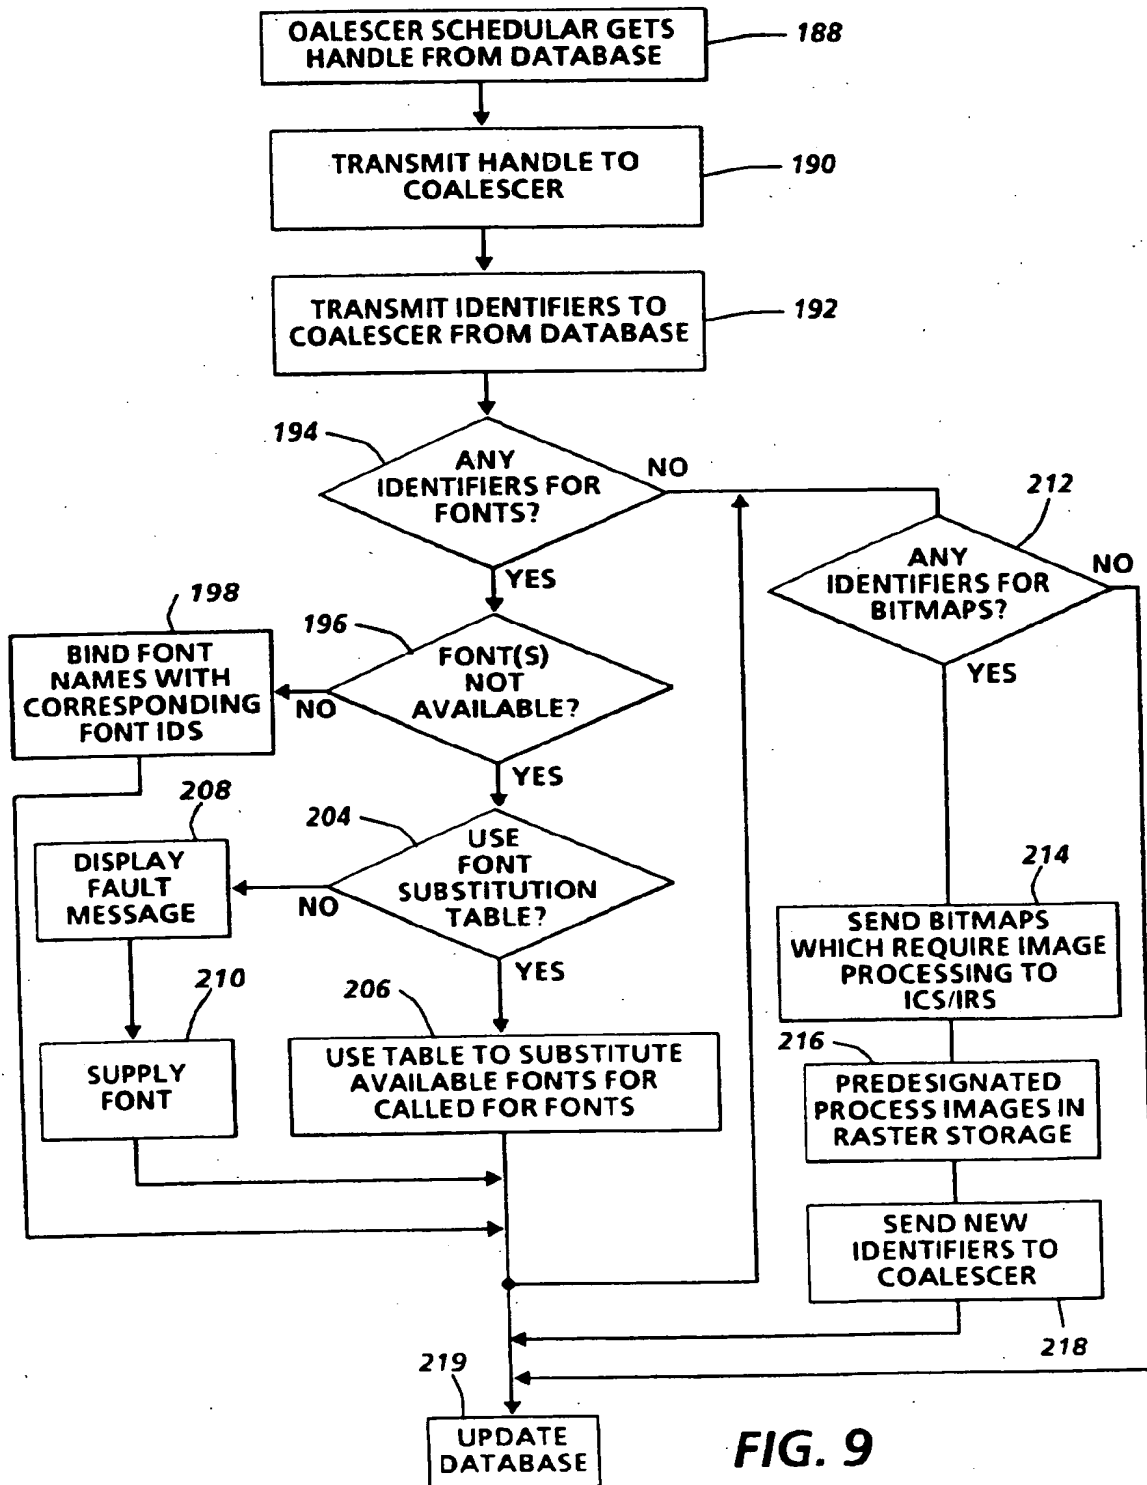 OALESCER SCHEDULAR GETS
HANDLE FROM DATABASE
188
TRANSMIT HANDLE TO
COALESCER
190
TRANSMIT IDENTIFIERS TO
COALESCER FROM DATABASE
192
194
ANY
IDENTIFIERS FOR
FONTS?
NO
YES
212
ANY
IDENTIFIERS FOR
BITMAPS?
NO
YES
198
BIND FONT
NAMES WITH
CORRESPONDING
FONT IDS
196
FONT(S)
NOT
AVAILABLE?
NO
YES
208
DISPLAY
FAULT
MESSAGE
204
USE
FONT
SUBSTITUTION
TABLE?
NO
YES
214
SEND BITMAPS
WHICH REQUIRE IMAGE
PROCESSING TO
ICS/IRS
210
SUPPLY
FONT
206
USE TABLE TO SUBSTITUTE
AVAILABLE FONTS FOR
CALLED FOR FONTS
216
PREDESIGNATED
PROCESS IMAGES IN
RASTER STORAGE
SEND NEW
IDENTIFIERS TO
COALESCER
218
219
UPDATE
DATABASE
FIG. 9